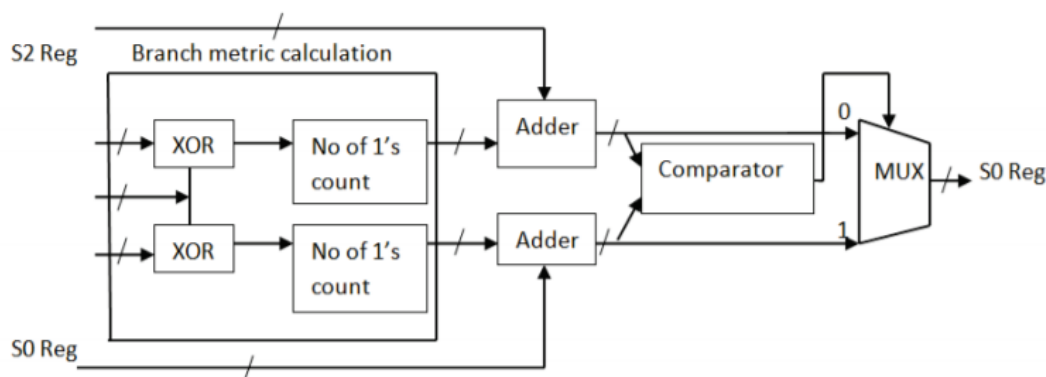 S2 Reg
Branch metric calculation
XOR
No of 1's
count
Adder
0
Comparator
MUX
S0 Reg
XOR
No of 1's
count
Adder
1
S0 Reg